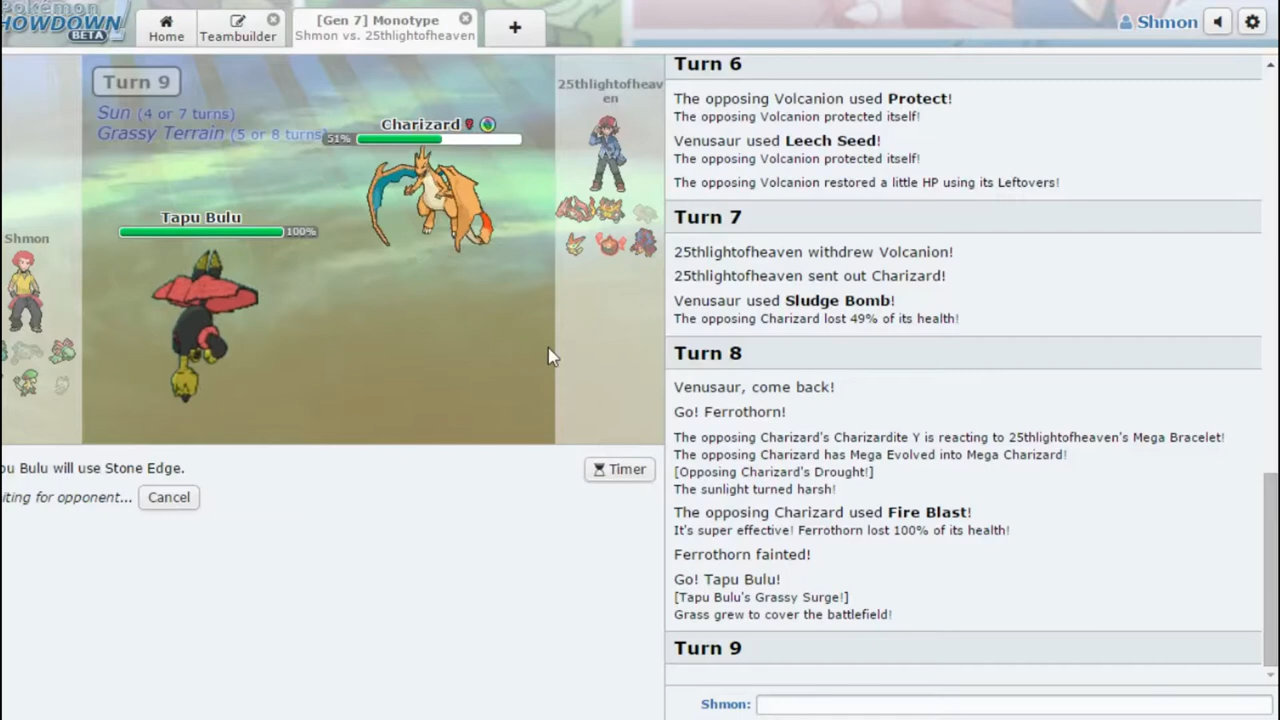 Pokémon
HOWDOWN
BETA
Home
Teambuilder
[Gen 7] Monotype
Shmon vs. 25thlightofheaven
+
Shmon
Turn 9
Sun (4 or 7 turns)
Grassy Terrain (5 or 8 turns
Charizard
51%
Tapu Bulu
100%
Shmon
25thlightofheav
en
pu Bulu will use Stone Edge.
iting for opponent...
Cancel
Timer
Turn 6
The opposing Volcanion used Protect!
The opposing Volcanion protected itself!
Venusaur used Leech Seed!
The opposing Volcanion protected itself!
The opposing Volcanion restored a little HP using its Leftovers!
Turn 7
25thlightofheaven withdrew Volcanion!
25thlightofheaven sent out Charizard!
Venusaur used Sludge Bomb!
The opposing Charizard lost 49% of its health!
Turn 8
Venusaur, come back!
Go! Ferrothorn!
The opposing Charizard's Charizardite Y is reacting to 25thlightofheaven's Mega Bracelet!
The opposing Charizard has Mega Evolved into Mega Charizard!
[Opposing Charizard's Drought!]
The sunlight turned harsh!
The opposing Charizard used Fire Blast!
It's super effective! Ferrothorn lost 100% of its health!
Ferrothorn fainted!
Go! Tapu Bulu!
[Tapu Bulu's Grassy Surge!]
Grass grew to cover the battlefield!
Turn 9
Shmon: